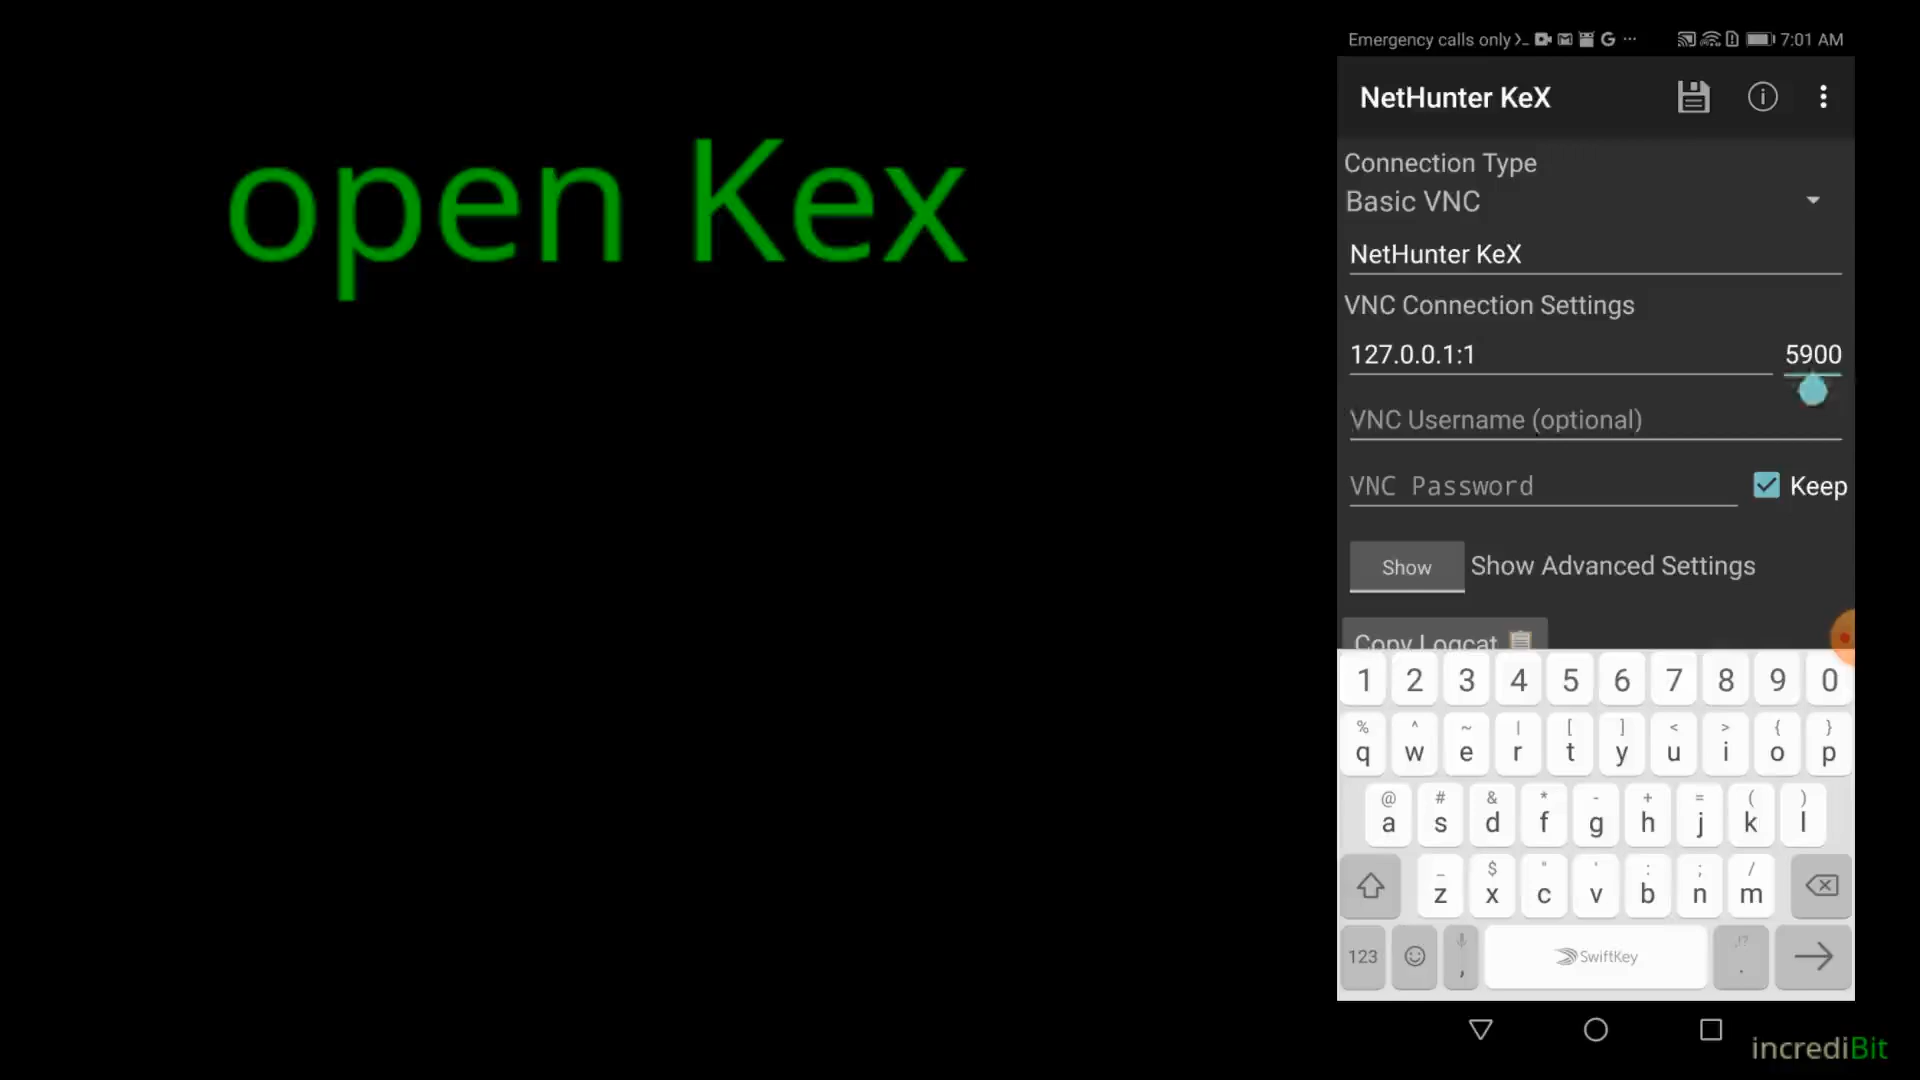 open Kex
Emergency calls only
7:01 AM
NetHunter KeX
Connection Type
Basic VNC
NetHunter KeX
VNC Connection Settings
127.0.0.1:1 5900
VNC Username (optional)
VNC Password Keep
Show Show Advanced Settings
Copy Logcat
1 2 3 4 5 6 7 8 9 0
% ^ ~ | [ ] < > { }
q w e r t y u i o p
@ # & * - + = ( )
a s d f g h j k l
_ $ " ' : ; /
z x c v b n m
123 , SwiftKey ,!? .
incrediBit